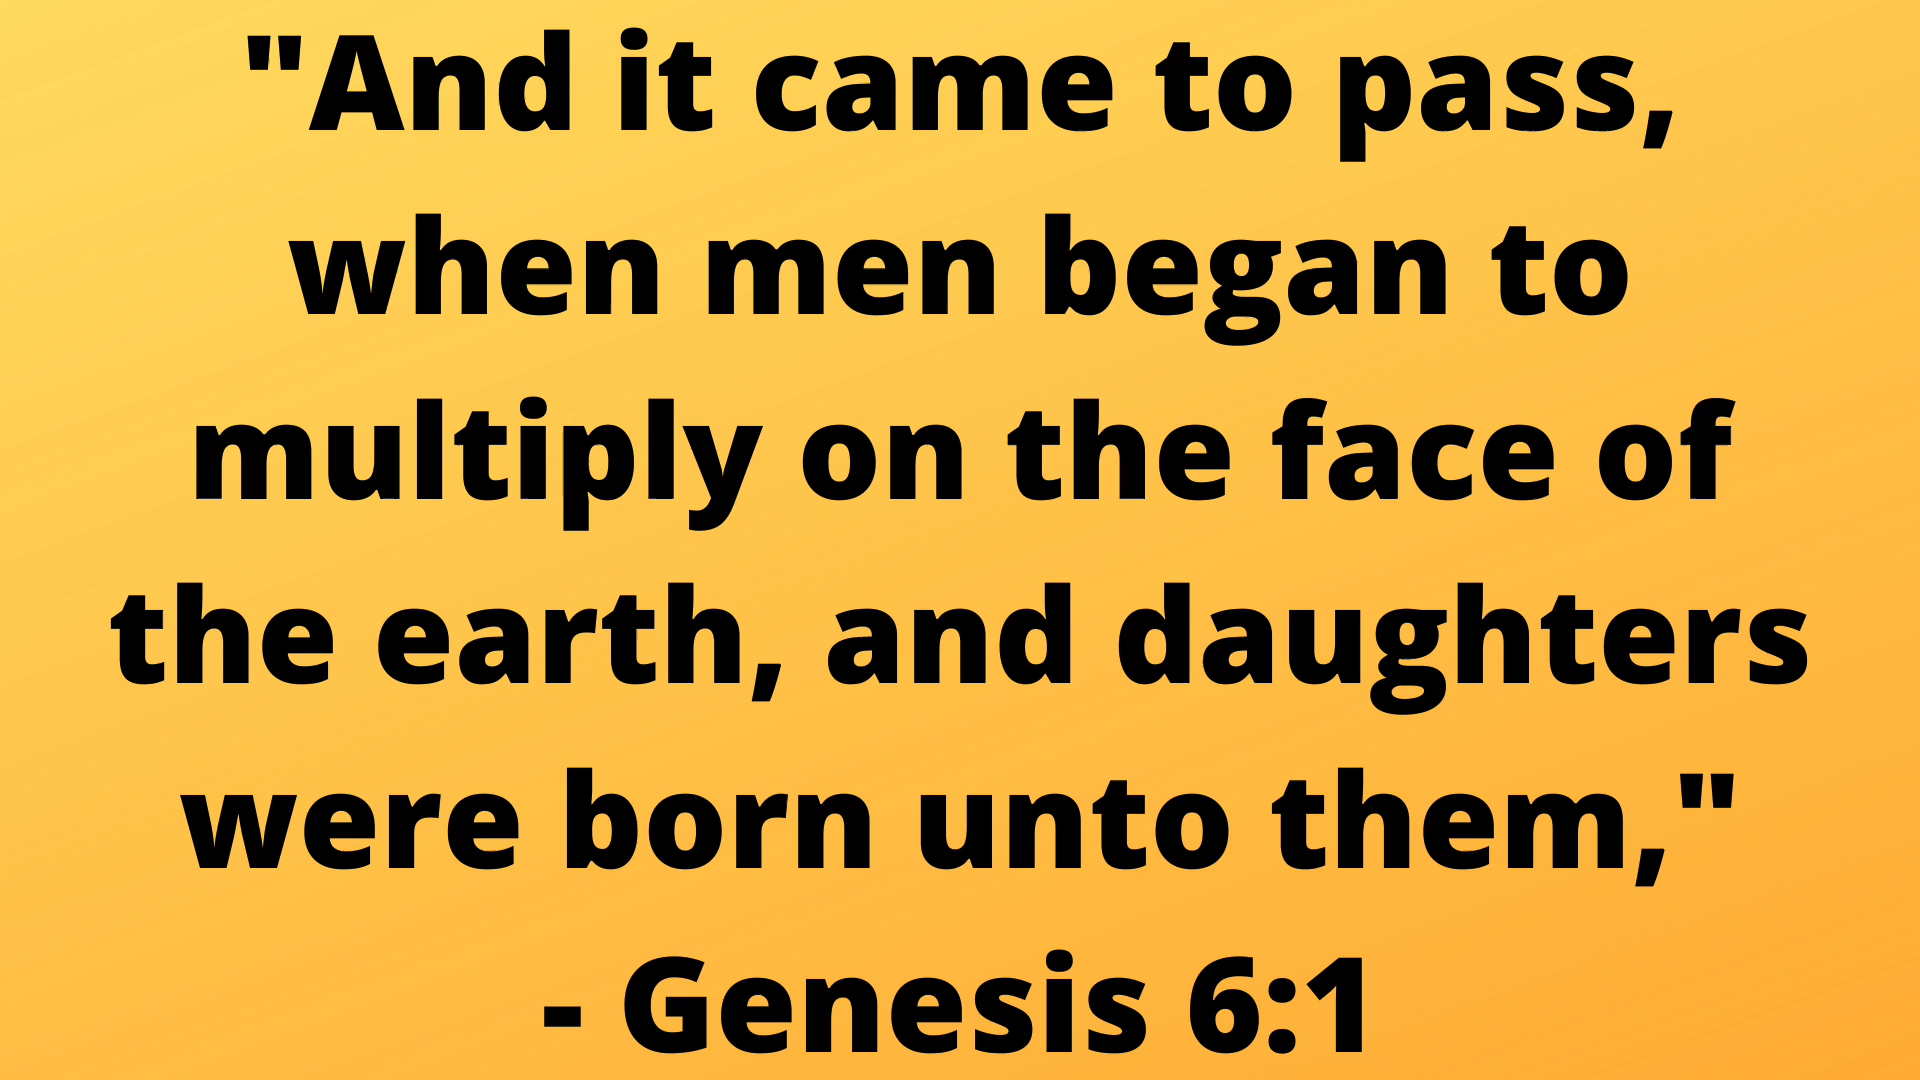 "And it came to pass,
when men began to
multiply on the face of
the earth, and daughters
were born unto them,"
- Genesis 6:1